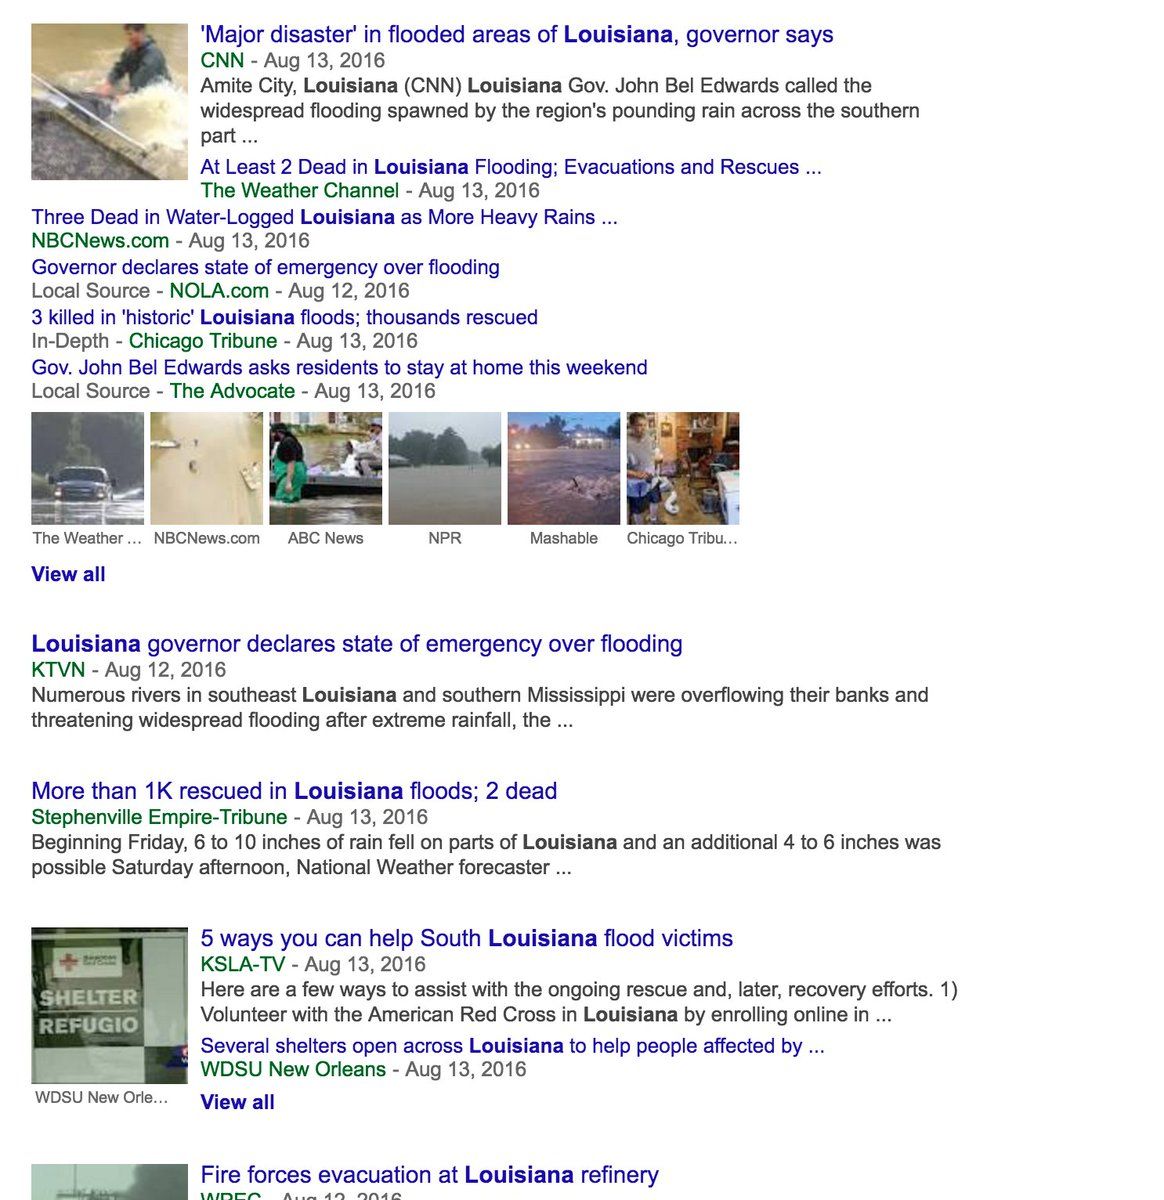 'Major disaster' in flooded areas of Louisiana, governor says
CNN - Aug 13, 2016
Amite City, Louisiana (CNN) Louisiana Gov. John Bel Edwards called the
widespread flooding spawned by the region's pounding rain across the southern
part ...
At Least 2 Dead in Louisiana Flooding; Evacuations and Rescues ...
The Weather Channel - Aug 13, 2016
Three Dead in Water-Logged Louisiana as More Heavy Rains ...
NBCNews.com - Aug 13, 2016
Governor declares state of emergency over flooding
Local Source - NOLA.com - Aug 12, 2016
3 killed in 'historic' Louisiana floods; thousands rescued
In-Depth - Chicago Tribune - Aug 13, 2016
Gov. John Bel Edwards asks residents to stay at home this weekend
Local Source - The Advocate - Aug 13, 2016
The Weather ... NBCNews.com ABC News NPR Mashable Chicago Tribu...
View all
Louisiana governor declares state of emergency over flooding
KTVN - Aug 12, 2016
Numerous rivers in southeast Louisiana and southern Mississippi were overflowing their banks and
threatening widespread flooding after extreme rainfall, the ...
More than 1K rescued in Louisiana floods; 2 dead
Stephenville Empire-Tribune - Aug 13, 2016
Beginning Friday, 6 to 10 inches of rain fell on parts of Louisiana and an additional 4 to 6 inches was
possible Saturday afternoon, National Weather forecaster ...
5 ways you can help South Louisiana flood victims
KSLA-TV - Aug 13, 2016
Here are a few ways to assist with the ongoing rescue and, later, recovery efforts. 1)
Volunteer with the American Red Cross in Louisiana by enrolling online in ...
Several shelters open across Louisiana to help people affected by ...
WDSU New Orleans - Aug 13, 2016
View all
SHELTER
REFUGIO
WDSU New Orle...
Fire forces evacuation at Louisiana refinery
Aug 12, 2016